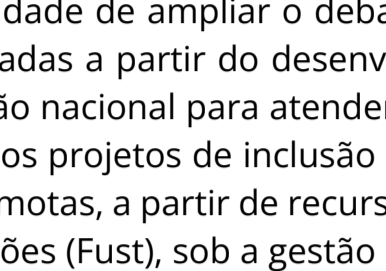 dade de ampliar o deba
adas a partir do desenv
ão nacional para atender
os projetos de inclusão
motas, a partir de recurs
ões (Fust), sob a gestão